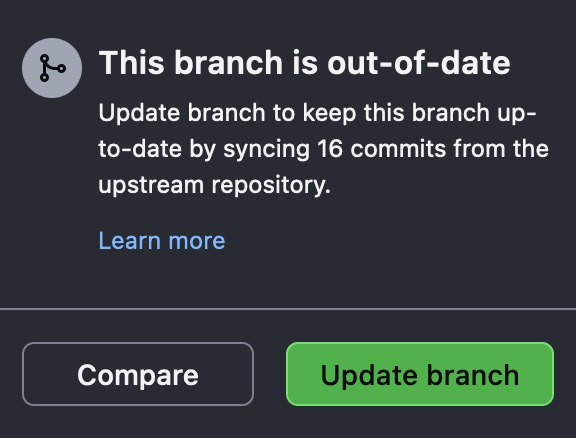 This branch is out-of-date
Update branch to keep this branch up-
to-date by syncing 16 commits from the
upstream repository.
Learn more
Compare
Update branch